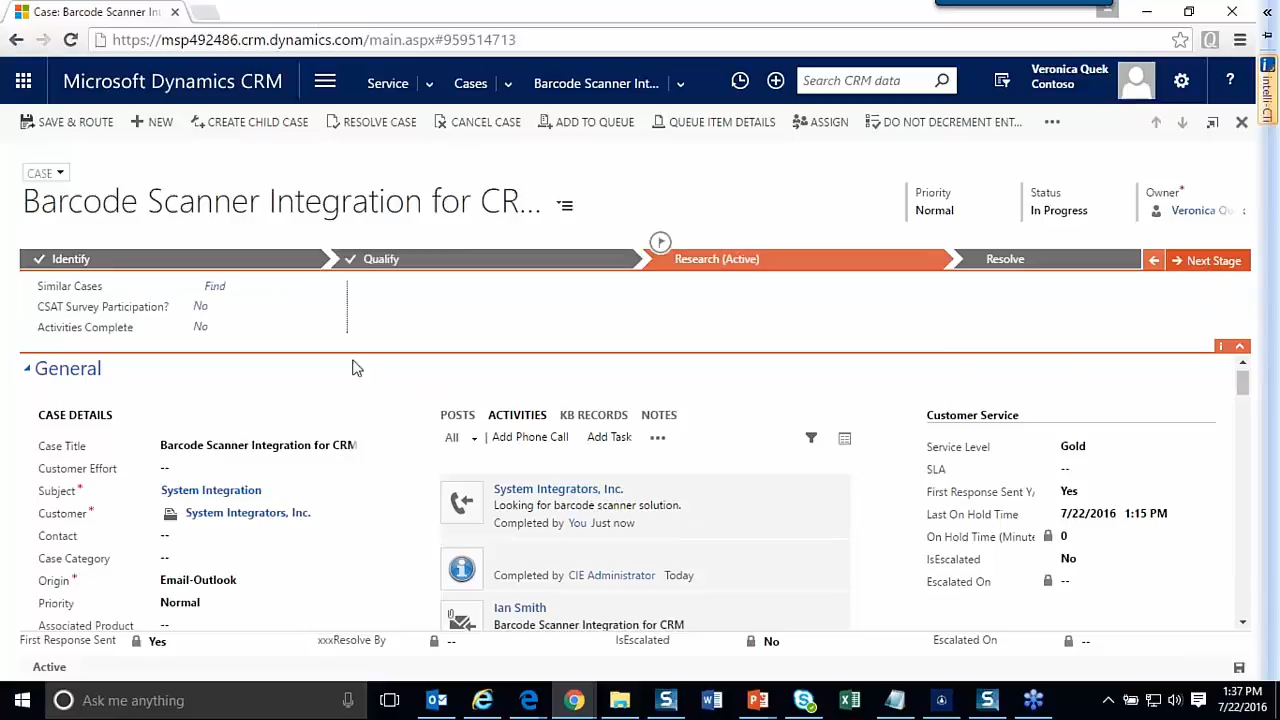 Case: Barcode Scanner In
https://msp492486.crm.dynamics.com/main.aspx#959514713
Microsoft Dynamics CRM
Service
Cases
Barcode Scanner Int...
Search CRM data
Veronica Quek
Contoso
?
SAVE & ROUTE
NEW
CREATE CHILD CASE
RESOLVE CASE
CANCEL CASE
ADD TO QUEUE
QUEUE ITEM DETAILS
ASSIGN
DO NOT DECREMENT ENT...
CASE
Barcode Scanner Integration for CR...
Priority
Normal
Status
In Progress
Owner*
Veronica Qu
Identify
Qualify
Research (Active)
Resolve
Next Stage
Similar Cases Find
CSAT Survey Participation? No
Activities Complete No
General
CASE DETAILS
Case Title Barcode Scanner Integration for CRM
Customer Effort --
Subject* System Integration
Customer* System Integrators, Inc.
Contact --
Case Category --
Origin* Email-Outlook
Priority Normal
Associated Product --
POSTS ACTIVITIES KB RECORDS NOTES
All | Add Phone Call Add Task
System Integrators, Inc.
Looking for barcode scanner solution.
Completed by You Just now
Completed by CIE Administrator Today
Ian Smith
Barcode Scanner Integration for CRM
Customer Service
Service Level Gold
SLA --
First Response Sent Y/ Yes
Last On Hold Time 7/22/2016 1:15 PM
On Hold Time (Minute 0
IsEscalated No
Escalated On --
First Response Sent Yes
xxxResolve By --
IsEscalated No
Escalated On --
Active
Ask me anything
1:37 PM
7/22/2016